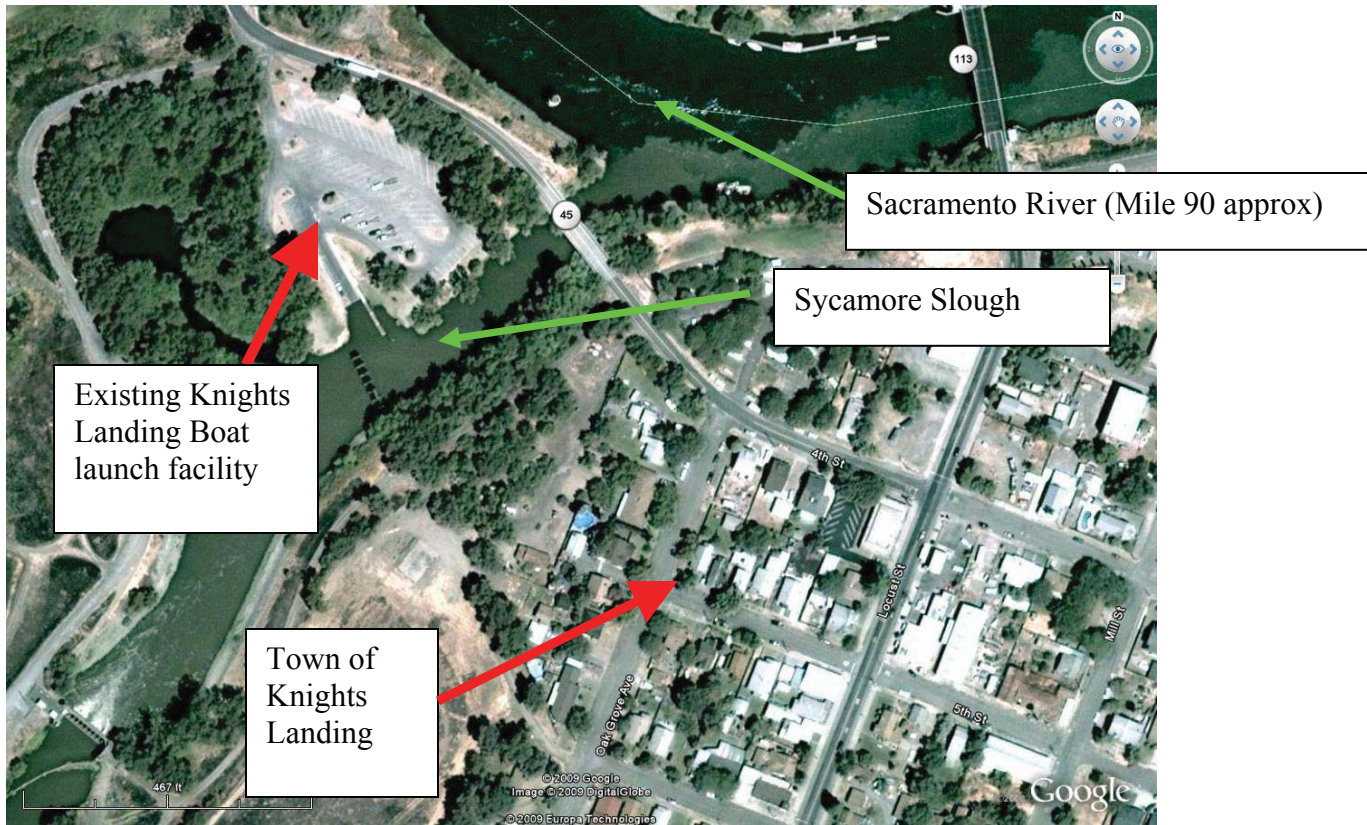 N
113
Sacramento River (Mile 90 approx)
45
Sycamore Slough
Existing Knights
Landing Boat
launch facility
4th St
Locust St
Mill St
Town of
Knights
Landing
Oak Grove Ave
5th St
467 ft
© 2009 Google
Image © 2009 DigitalGlobe
© 2009 Europa Technologies
Google